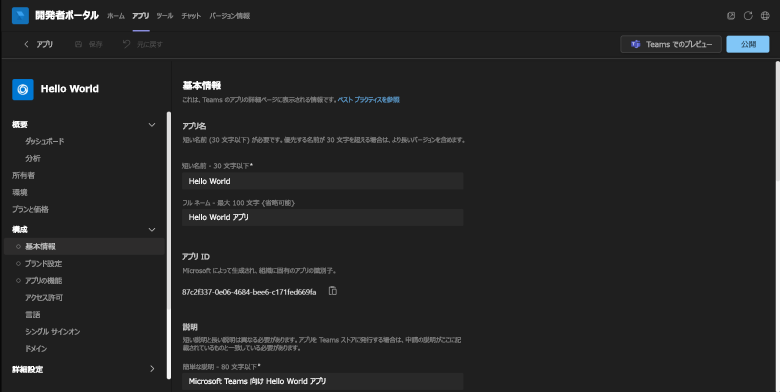 開発者ポータル ホーム アプリ ツール チャット バージョン情報
アプリ 保存 元に戻す Teams でのプレビュー 公開
Hello World
概要
ダッシュボード
分析
所有者
環境
プランと価格
構成
基本情報
ブランド設定
アプリの機能
アクセス許可
言語
シングル サインオン
ドメイン
詳細設定
基本情報
これは、Teams のアプリの詳細ページに表示される情報です。ベスト プラクティスを参照
アプリ名
短い名前 (30 文字以下) が必要です。優先する名前が 30 文字を超える場合は、より長いバージョンを含めます。
短い名前 - 30 文字以下*
Hello World
フル ネーム - 最大 100 文字 (省略可能)
Hello World アプリ
アプリ ID
Microsoft によって生成され、組織に固有のアプリの識別子。
87c2f337-0e06-4684-bee6-c171fed669fa
説明
短い説明と長い説明は異なる必要があります。アプリを Teams ストアに発行する場合は、申請の説明がここに記
載されているものと一致している必要があります。
簡単な説明 - 80 文字以下*
Microsoft Teams 向け Hello World アプリ